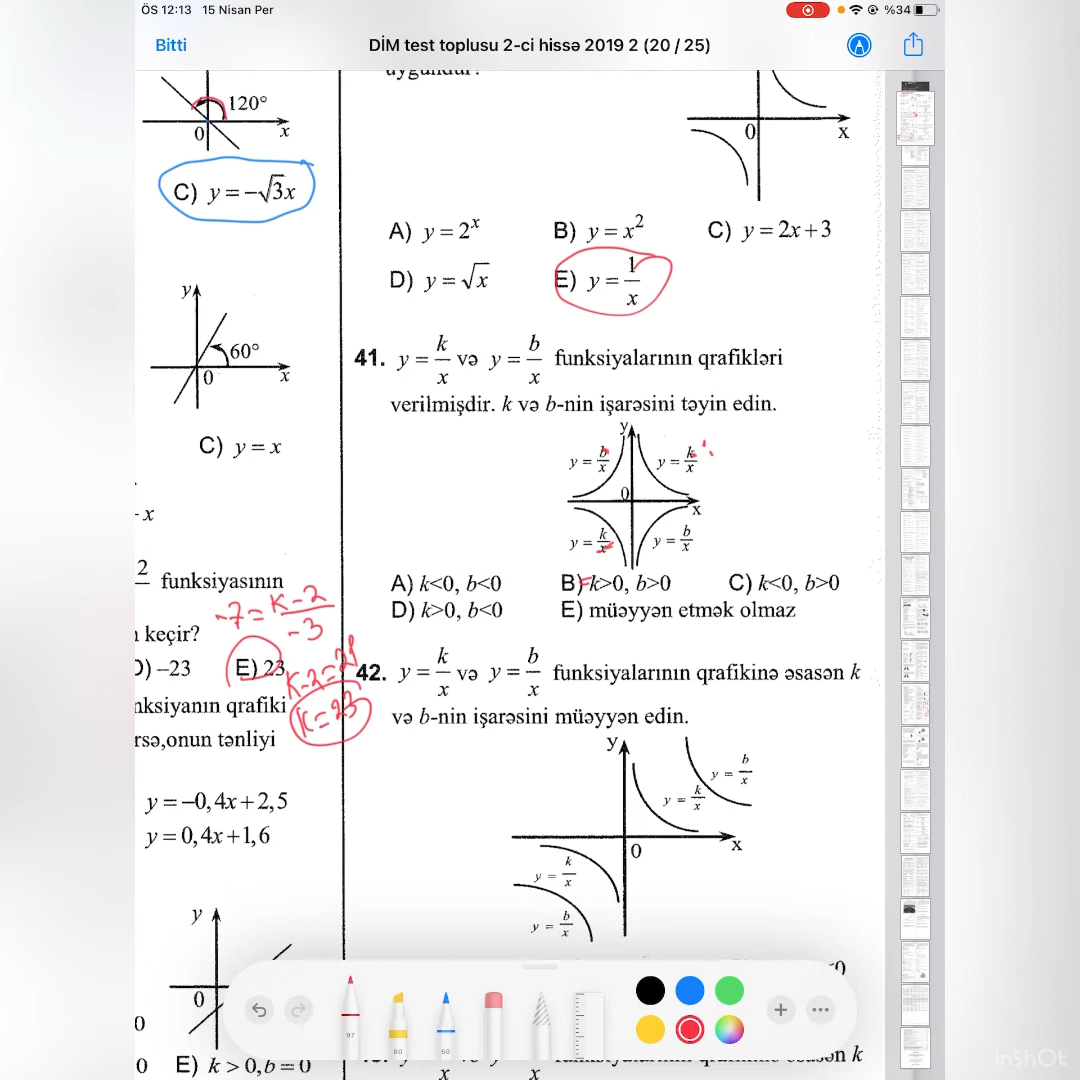 ÖS 12:13 15 Nisan Per
%34
Bitti
DİM test toplusu 2-ci hissə 2019 2 (20 / 25)
120°
0 x
C) y = −√3x
y
60°
0 x
C) y = x
- x
2 funksiyasının
-7 = k-2 / -3
keçir?
D) –23 E) 23
k-2=21
k=23
nksiyanın qrafiki
rsə,onun tənliyi
y = −0,4x + 2,5
y = 0,4x + 1,6
y
0
0
0 E) k > 0, b = 0
uygundur?
0 x
A) y = 2^x B) y = x² C) y = 2x + 3
D) y = √x E) y = 1/x
41. y = k/x və y = b/x funksiyalarının qrafikləri
verilmişdir. k və b-nin işarəsini təyin edin.
y
y = b/x y = k/x
0 x
y = k/x y = b/x
A) k<0, b<0 B) k>0, b>0 C) k<0, b>0
D) k>0, b<0 E) müəyyən etmək olmaz
42. y = k/x və y = b/x funksiyalarının qrafikinə əsasən k
və b-nin işarəsini müəyyən edin.
y
y = b/x
y = k/x
0 x
y = k/x
y = b/x
97 80 50
x x
k
InShOt